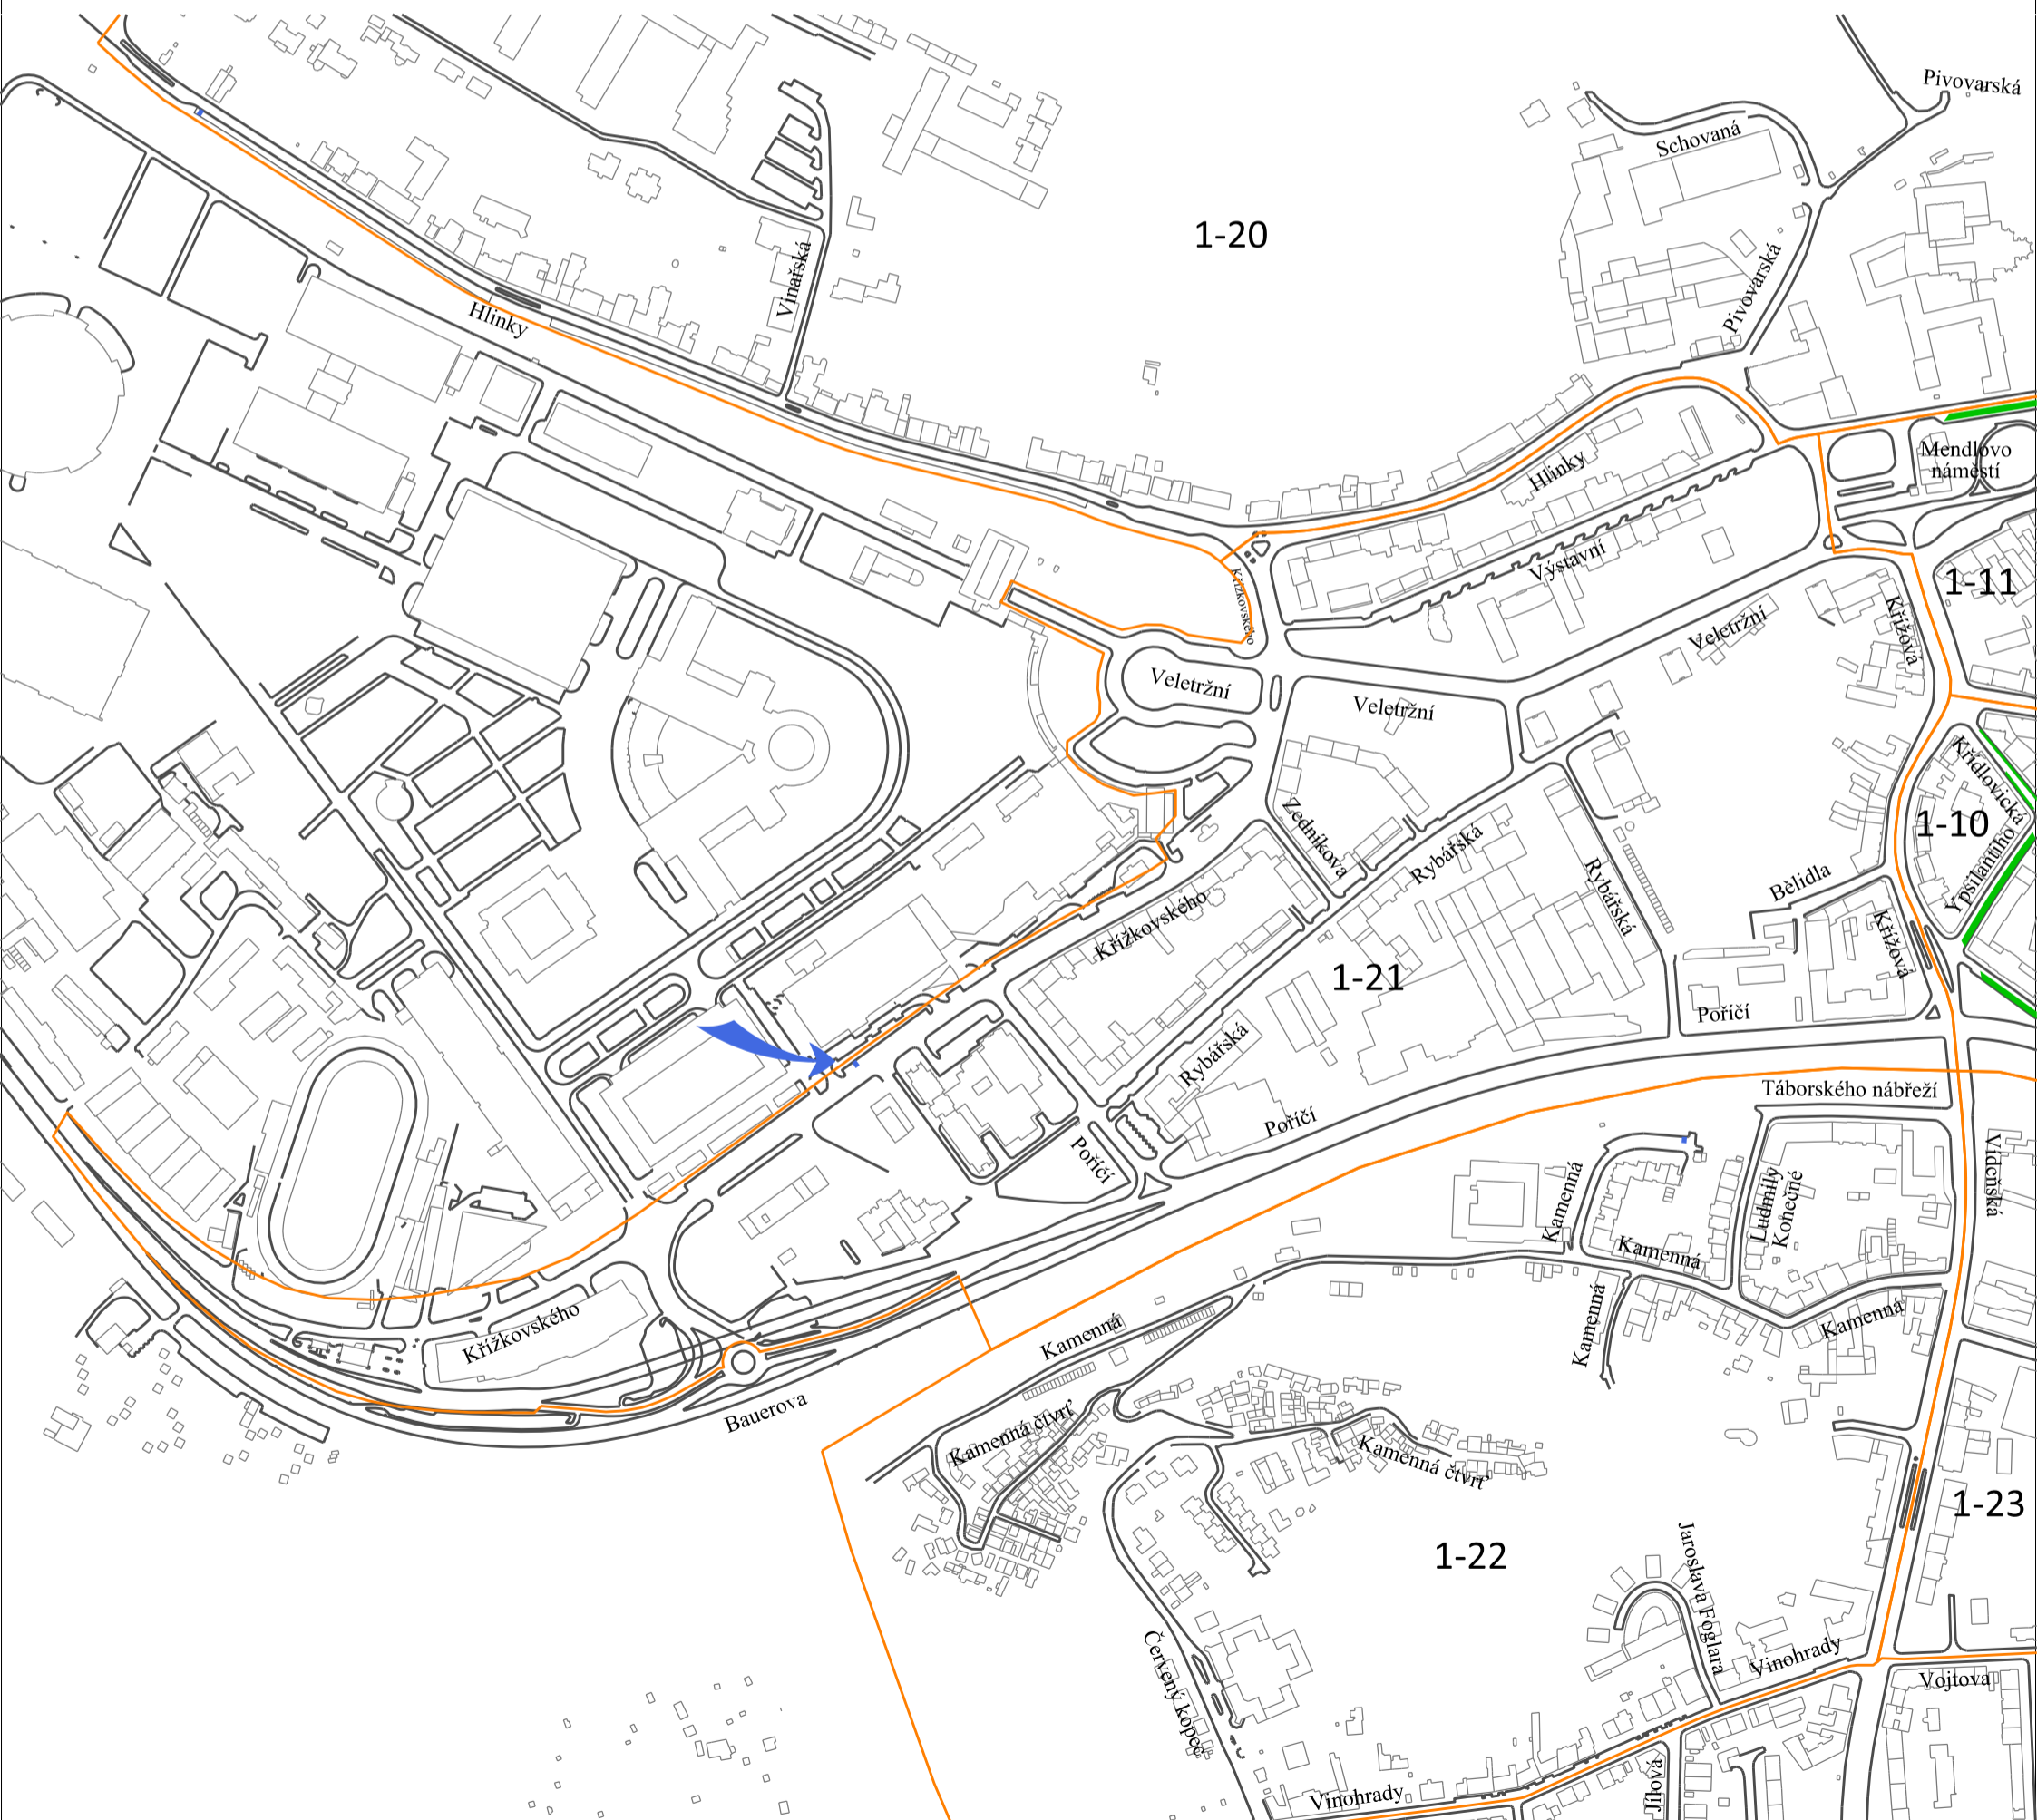 Pivovarská
Schovaná
1-20
Vinařská
Pivovarská
Hlinky
Mendlovo
náměstí
Hlinky
Výstavní
1-11
Křížkovského
Křížová
Veletržní
Veletržní
Veletržní
Křídlovická
1-10
Zedníkova
Rybářská
Ypsilantiho
Bělidla
Rybářská
Křížkovského
Křížová
1-21
Poříčí
Rybářská
Táborského nábřeží
Poříčí
Poříčí
Vídeňská
Kamenná
Ludmily
Konečné
Kamenná
Kamenná
Kamenná
Křížkovského
Kamenná
Bauerova
Kamenná čtvrť
Kamenná čtvrť
1-23
1-22
Jaroslava Foglara
Červený kopec
Vinohrady
Vojtova
Jílová
Vinohrady